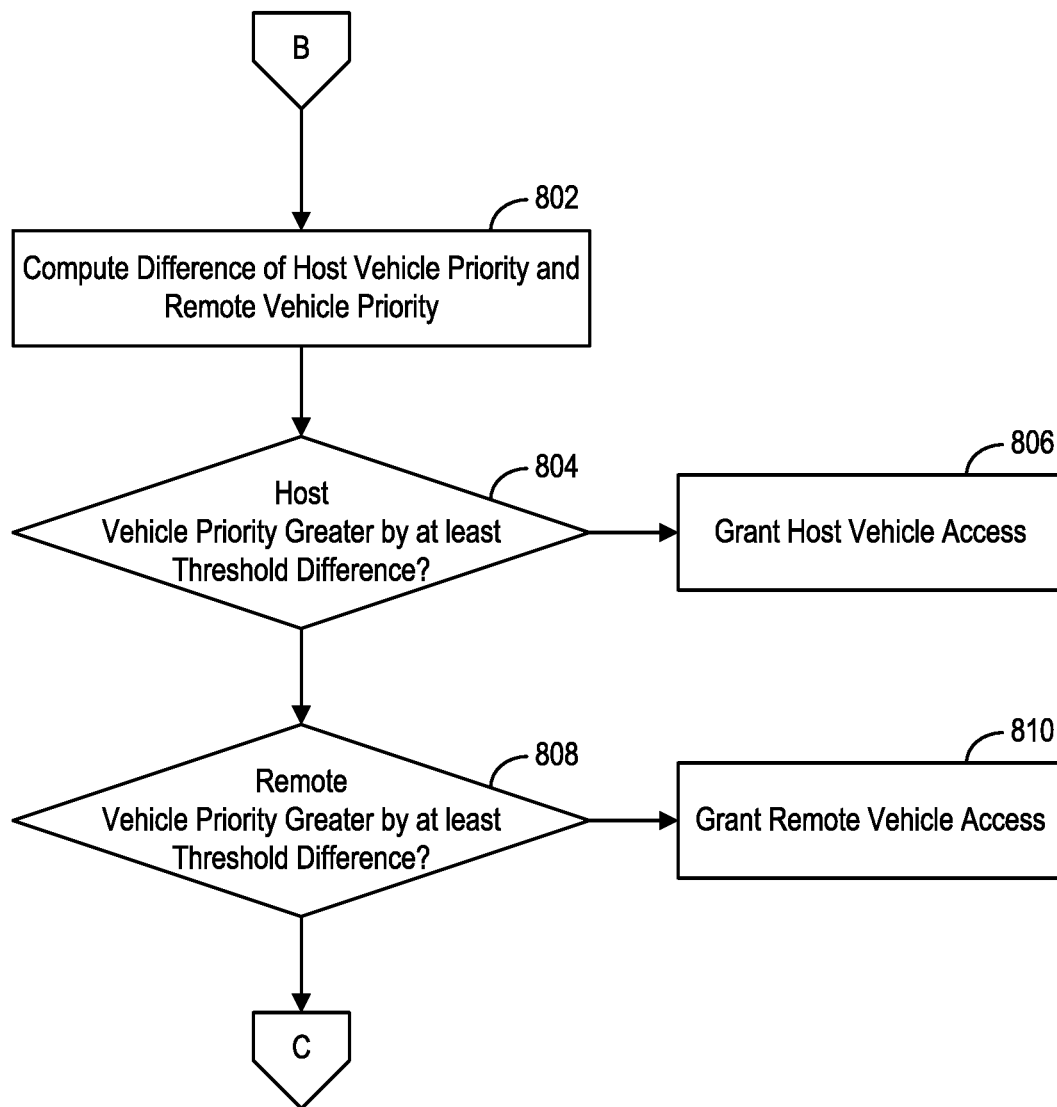 B
802
Compute Difference of Host Vehicle Priority and
Remote Vehicle Priority
804
Host
Vehicle Priority Greater by at least
Threshold Difference?
806
Grant Host Vehicle Access
808
Remote
Vehicle Priority Greater by at least
Threshold Difference?
810
Grant Remote Vehicle Access
C